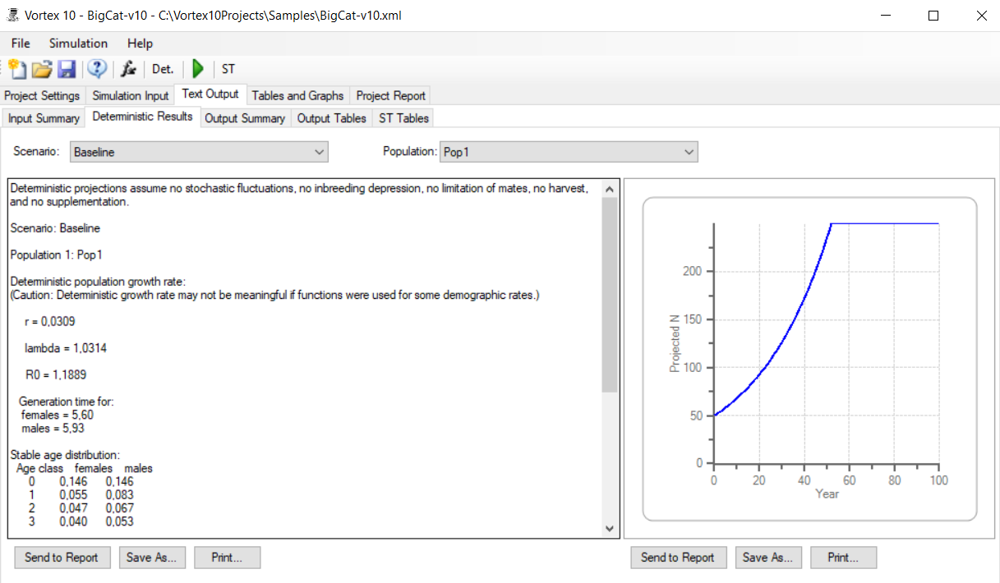 Vortex 10 - BigCat-v10 - C:\Vortex10Projects\Samples\BigCat-v10.xml
File Simulation Help
fx Det. ST
Project Settings Simulation Input Text Output Tables and Graphs Project Report
Input Summary Deterministic Results Output Summary Output Tables ST Tables
Scenario: Baseline Population: Pop1
Deterministic projections assume no stochastic fluctuations, no inbreeding depression, no limitation of mates, no harvest,
and no supplementation.
Scenario: Baseline
Population 1: Pop1
Deterministic population growth rate:
(Caution: Deterministic growth rate may not be meaningful if functions were used for some demographic rates.)
r = 0,0309
lambda = 1,0314
R0 = 1,1889
Generation time for:
females = 5,60
males = 5,93
Stable age distribution:
Age class females males
0 0,146 0,146
1 0,055 0,083
2 0,047 0,067
3 0,040 0,053
Send to Report Save As... Print...
Projected N
200
150
100
50
0
0 20 40 60 80 100
Year
Send to Report Save As... Print...